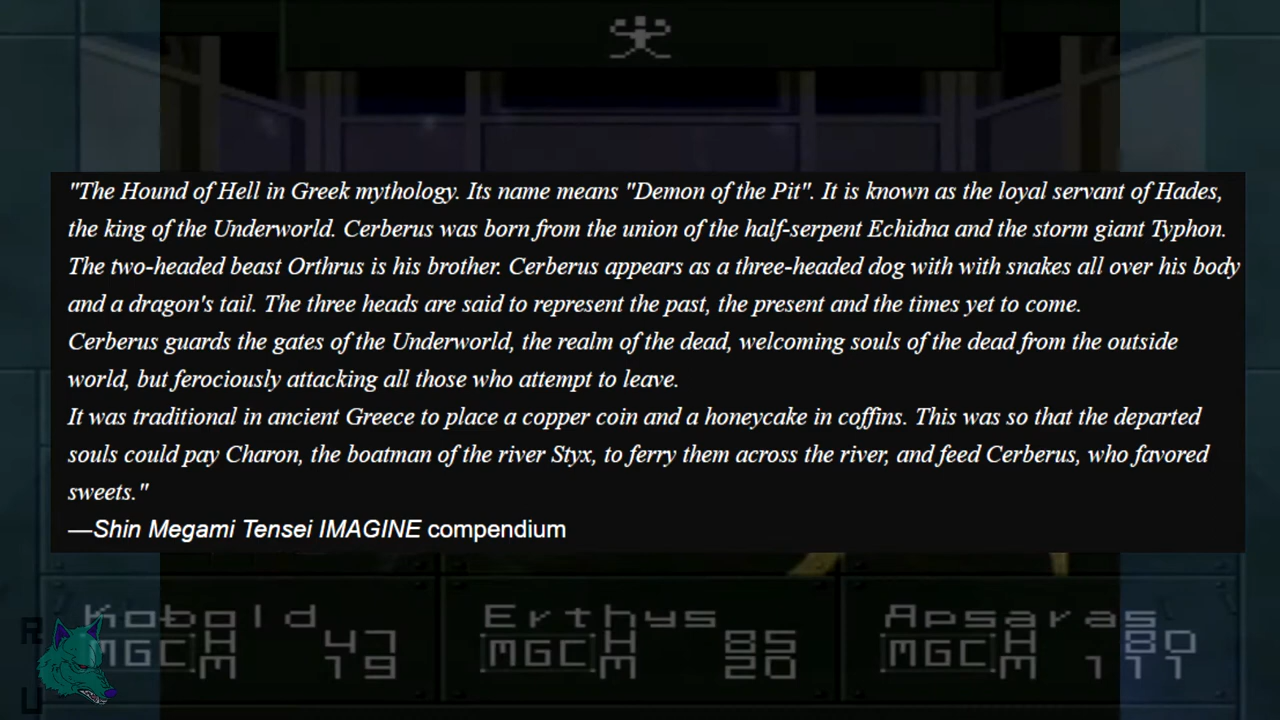 "The Hound of Hell in Greek mythology. Its name means "Demon of the Pit". It is known as the loyal servant of Hades,
the king of the Underworld. Cerberus was born from the union of the half-serpent Echidna and the storm giant Typhon.
The two-headed beast Orthrus is his brother. Cerberus appears as a three-headed dog with with snakes all over his body
and a dragon's tail. The three heads are said to represent the past, the present and the times yet to come.
Cerberus guards the gates of the Underworld, the realm of the dead, welcoming souls of the dead from the outside
world, but ferociously attacking all those who attempt to leave.
It was traditional in ancient Greece to place a copper coin and a honeycake in coffins. This was so that the departed
souls could pay Charon, the boatman of the river Styx, to ferry them across the river, and feed Cerberus, who favored
sweets."
—Shin Megami Tensei IMAGINE compendium
Kobold Erthys Apsaras
MGC H 47 MGC H 85 MGC H 80
M 19 M 20 M 111
R
U